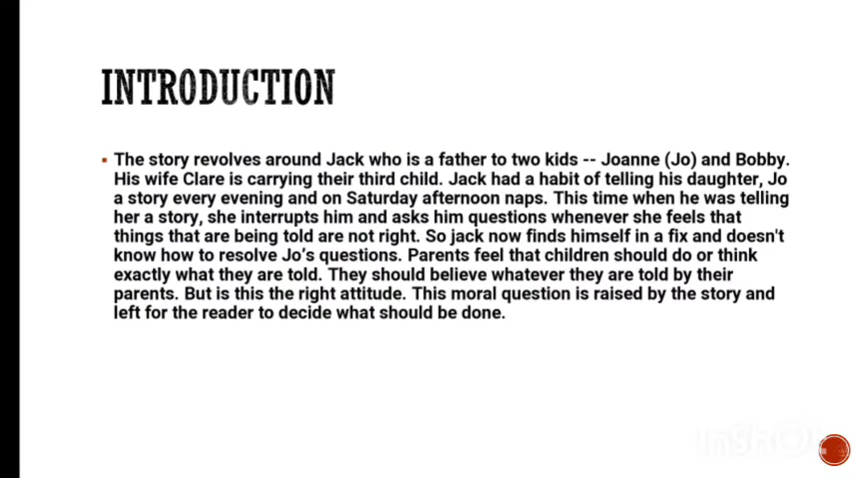 INTRODUCTION
The story revolves around Jack who is a father to two kids -- Joanne (Jo) and Bobby.
His wife Clare is carrying their third child. Jack had a habit of telling his daughter, Jo
a story every evening and on Saturday afternoon naps. This time when he was telling
her a story, she interrupts him and asks him questions whenever she feels that
things that are being told are not right. So jack now finds himself in a fix and doesn't
know how to resolve Jo's questions. Parents feel that children should do or think
exactly what they are told. They should believe whatever they are told by their
parents. But is this the right attitude. This moral question is raised by the story and
left for the reader to decide what should be done.